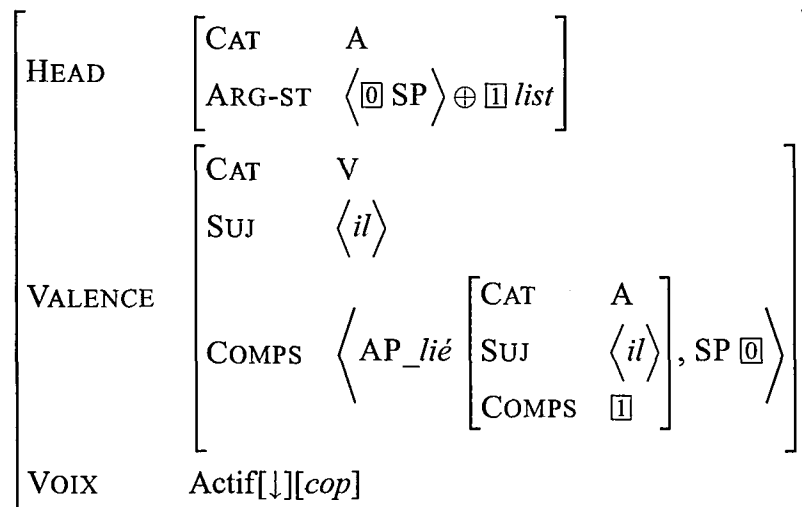 HEAD
CAT A
ARG-ST ⟨[0] SP⟩ ⊕ [1] list
VALENCE
CAT V
SUJ ⟨il⟩
COMPS ⟨AP_lié
CAT A
SUJ ⟨il⟩
COMPS [1]
, SP [0]⟩
VOIX Actif[↓][cop]